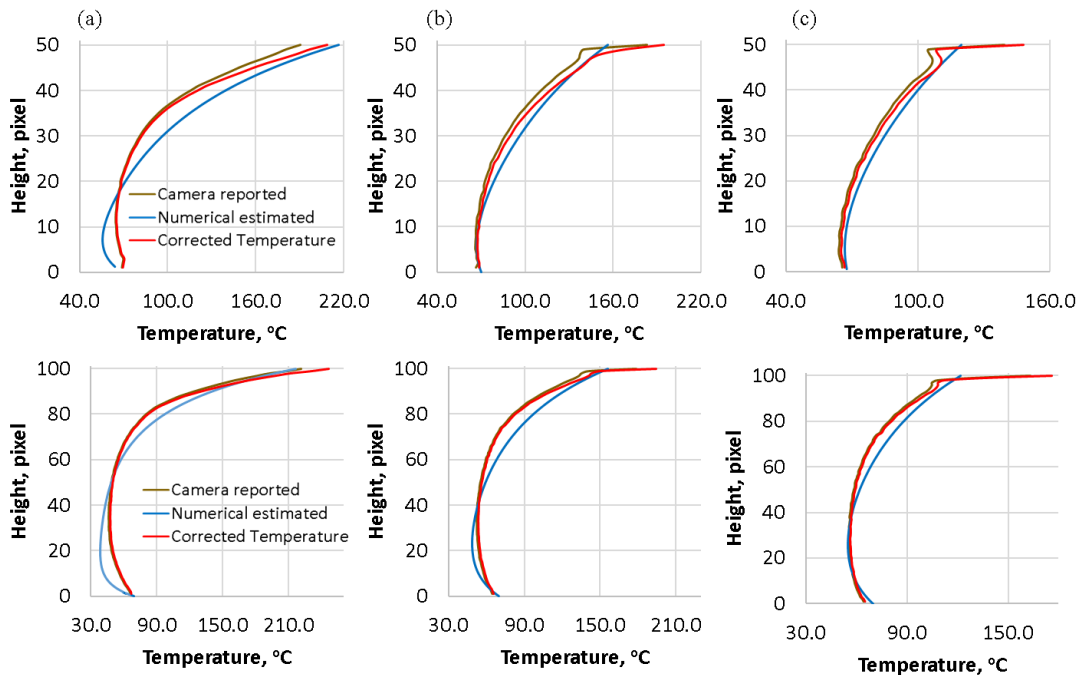 (a)
50
40
30
20
10
0
Height, pixel
Camera reported
Numerical estimated
Corrected Temperature
40.0 100.0 160.0 220.0
Temperature, °C
(b)
50
40
30
20
10
0
Height, pixel
40.0 100.0 160.0 220.0
Temperature, °C
(c)
50
40
30
20
10
0
Height, pixel
40.0 100.0 160.0
Temperature, °C
100
80
60
40
20
0
Height, pixel
Camera reported
Numerical estimated
Corrected Temperature
30.0 90.0 150.0 210.0
Temperature, °C
100
80
60
40
20
0
Height, pixel
30.0 90.0 150.0 210.0
Temperature, °C
100
80
60
40
20
0
Height, pixel
30.0 90.0 150.0
Temperature, °C